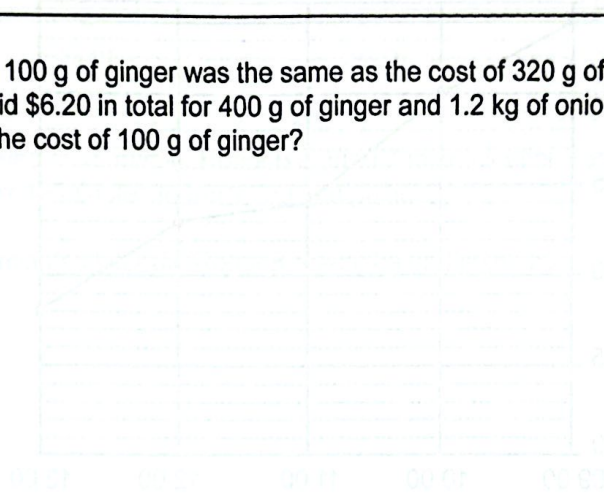 100 g of ginger was the same as the cost of 320 g of
id $6.20 in total for 400 g of ginger and 1.2 kg of onio
he cost of 100 g of ginger?